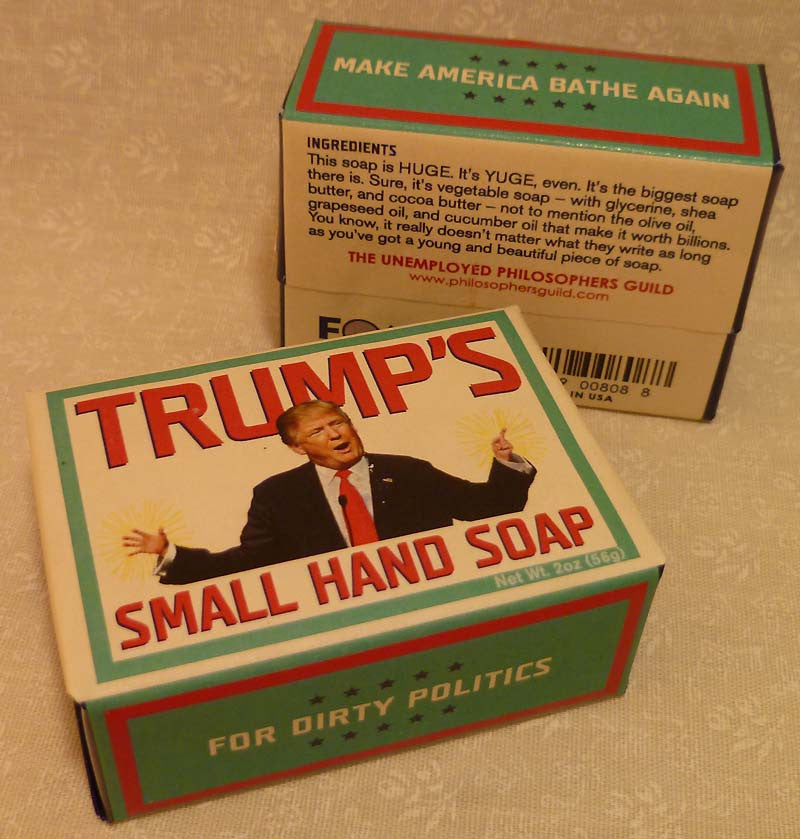 MAKE AMERICA BATHE AGAIN
INGREDIENTS
This soap is HUGE. It's YUGE, even. It's the biggest soap
there is. Sure, it's vegetable soap – with glycerine, shea
butter, and cocoa butter – not to mention the olive oil,
grapeseed oil, and cucumber oil that make it worth billions.
You know, it really doesn't matter what they write as long
as you've got a young and beautiful piece of soap.
THE UNEMPLOYED PHILOSOPHERS GUILD
www.philosophersguild.com
00808 8
IN USA
TRUMP'S
SMALL HAND SOAP
Net Wt. 2oz (56g)
FOR DIRTY POLITICS